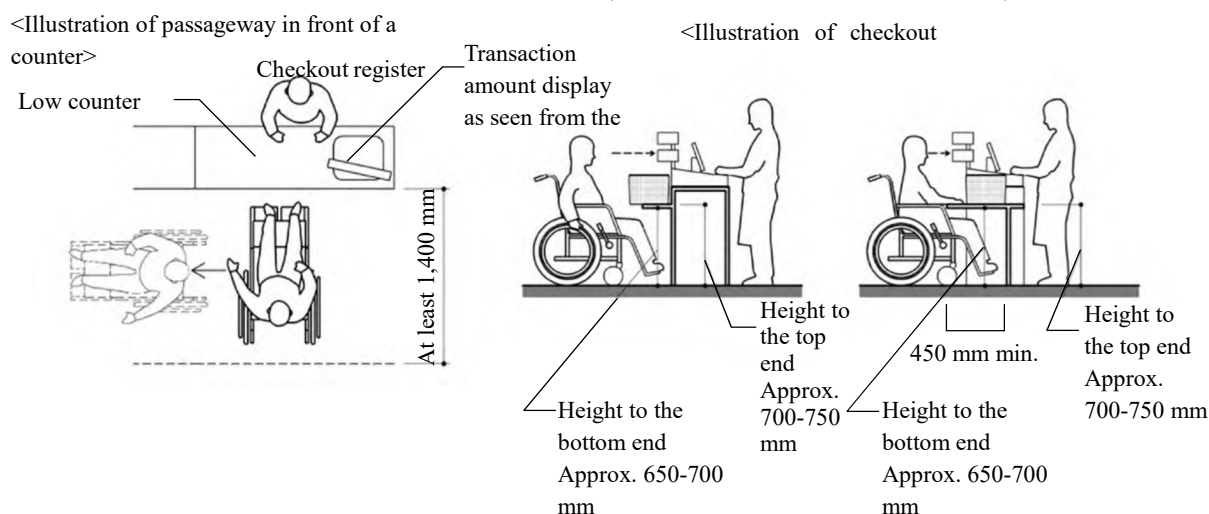 <Illustration of passageway in front of a
counter>
Checkout register
Low counter
Transaction
amount display
as seen from the
At least 1,400 mm
<Illustration of checkout
Height to
the top
end
Approx.
700-750
mm
Height to the
bottom end
Approx. 650-700
mm
450 mm min.
Height to
the top end
Approx.
700-750 mm
Height to the
bottom end
Approx. 650-700
mm